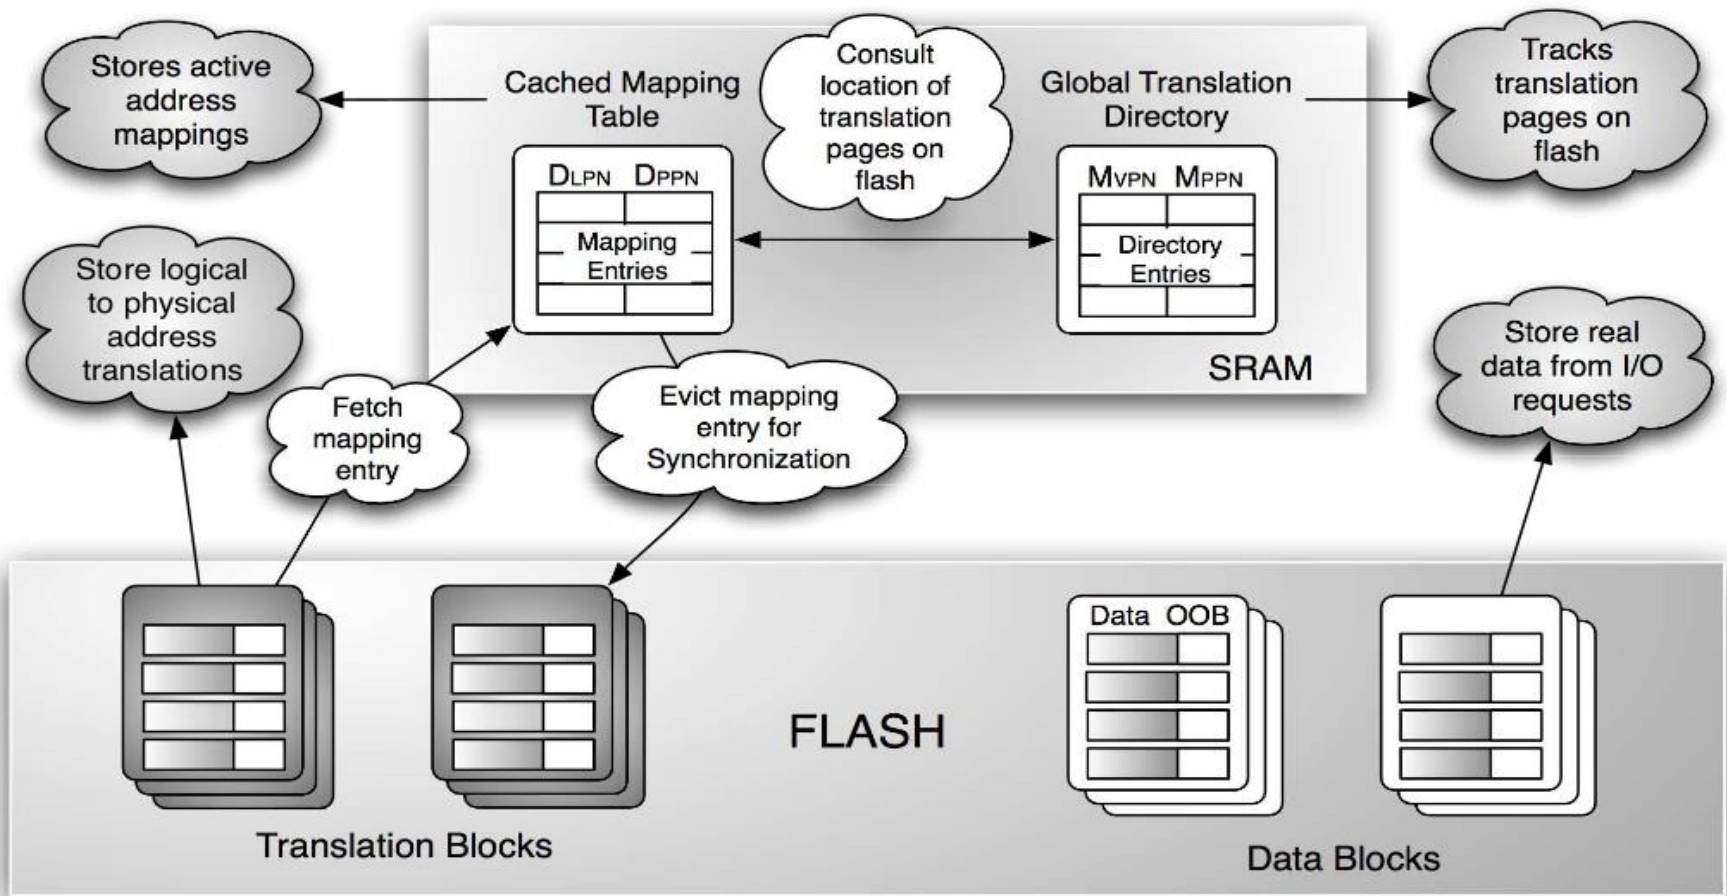 Stores active
address
mappings
Cached Mapping
Table
Consult
location of
translation
pages on
flash
Global Translation
Directory
Tracks
translation
pages on
flash
DLPN DPPN
Mapping
Entries
MVPN MPPN
Directory
Entries
SRAM
Store logical
to physical
address
translations
Fetch
mapping
entry
Evict mapping
entry for
Synchronization
Store real
data from I/O
requests
Data OOB
FLASH
Translation Blocks
Data Blocks